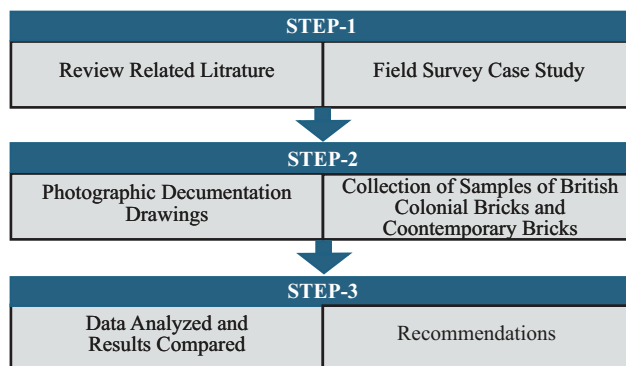 STEP-1
Review Related Litrature
Field Survey Case Study
STEP-2
Photographic Decumentation
Drawings
Collection of Samples of British
Colonial Bricks and
Coontemporary Bricks
STEP-3
Data Analyzed and
Results Compared
Recommendations